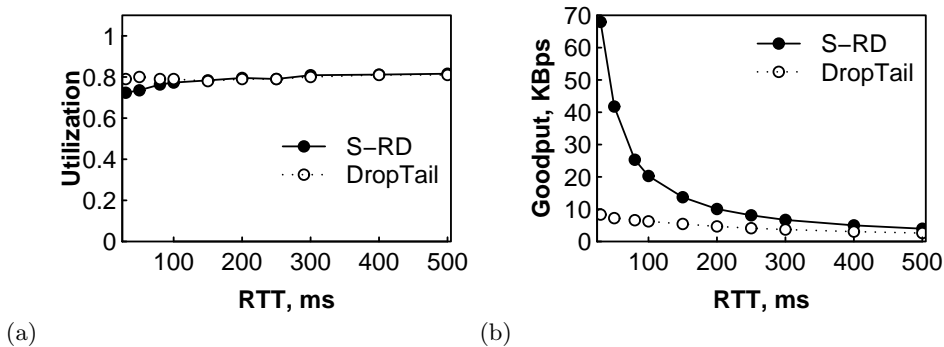 1
0.8
0.6
0.4
0.2
0
Utilization
S−RD
DropTail
100 200 300 400 500
RTT, ms
(a)
70
60
50
40
30
20
10
0
Goodput, KBps
S−RD
DropTail
100 200 300 400 500
RTT, ms
(b)